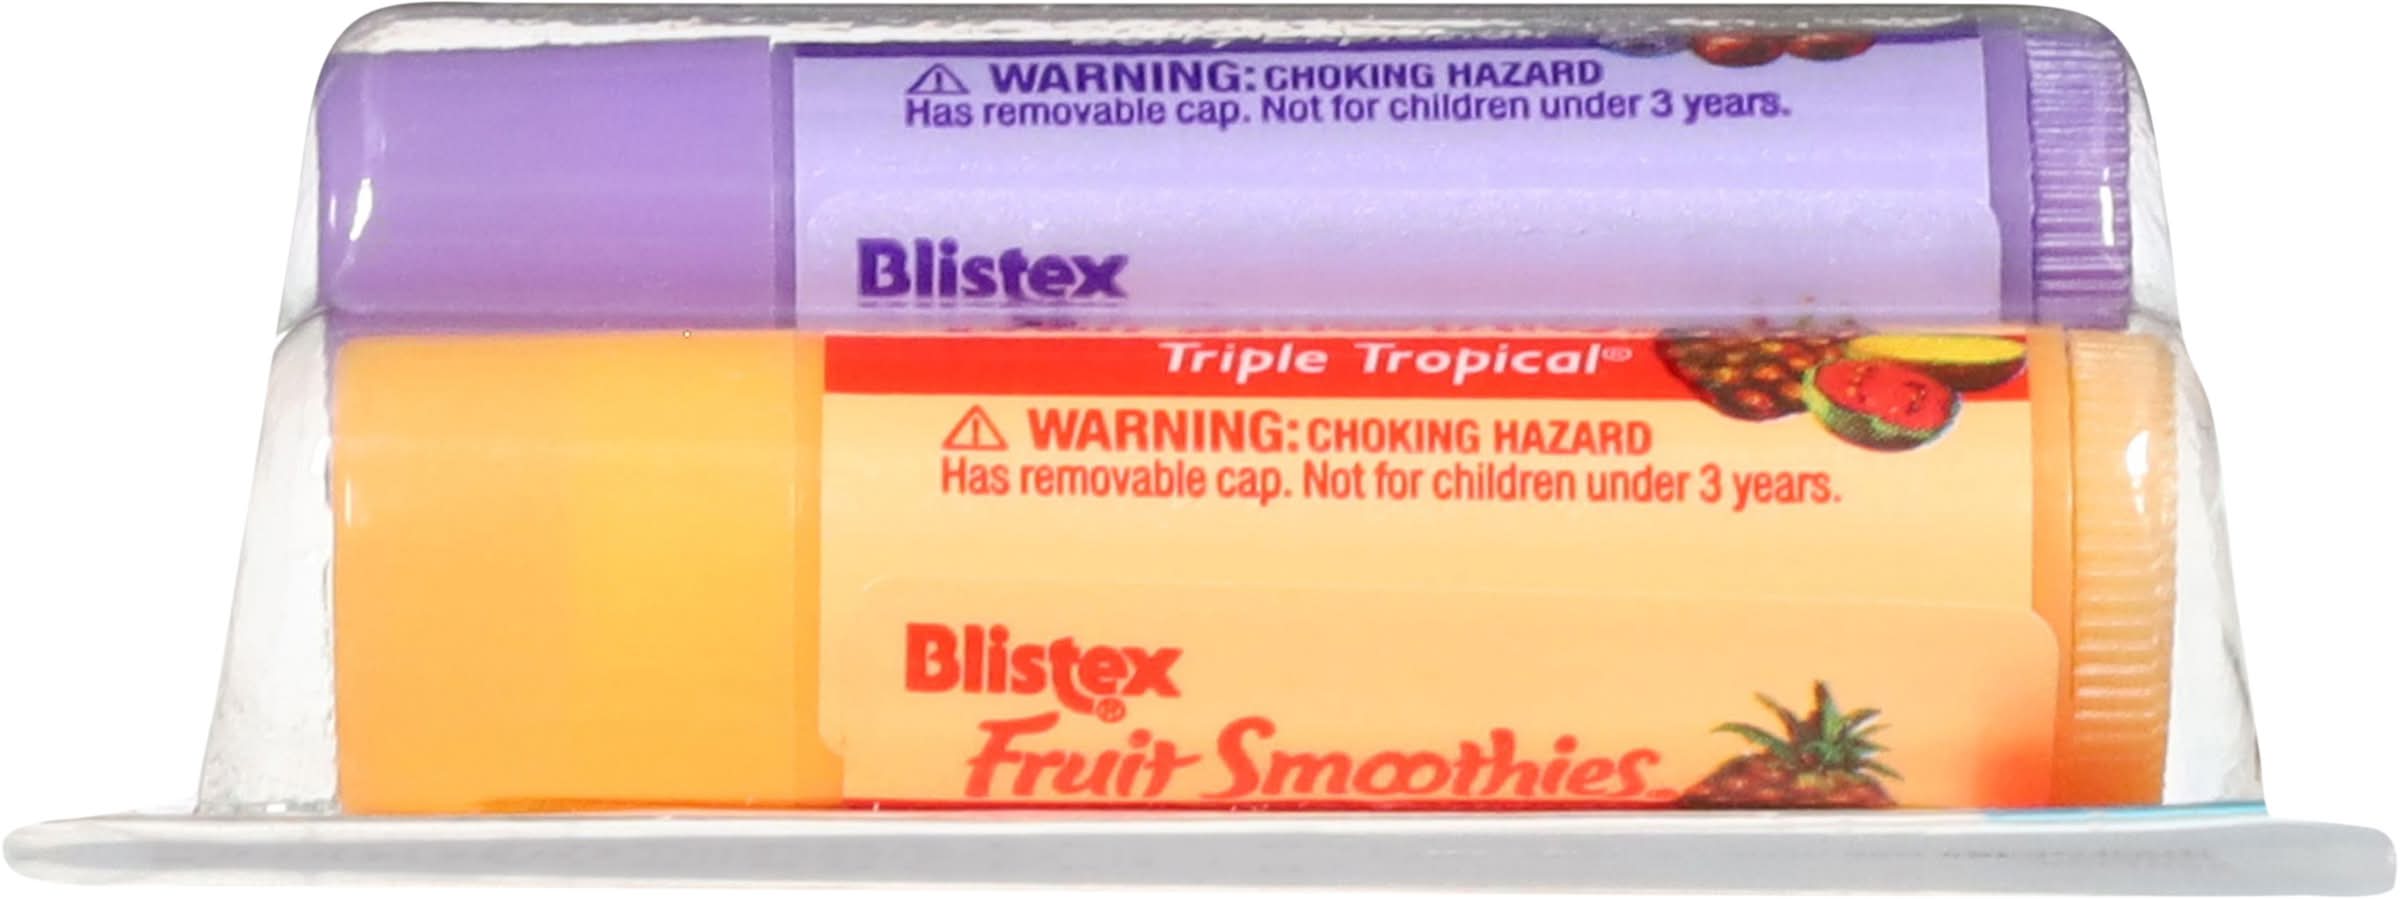 ⚠ WARNING: CHOKING HAZARD
Has removable cap. Not for children under 3 years.
Blistex
Triple Tropical®
⚠ WARNING: CHOKING HAZARD
Has removable cap. Not for children under 3 years.
Blistex®
Fruit Smoothies™